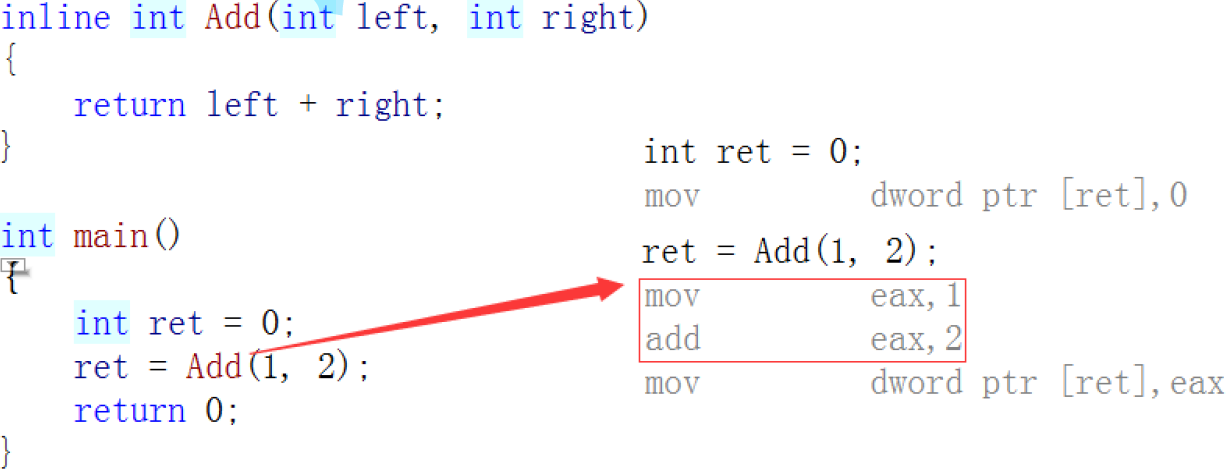 inline int Add(int left, int right)
{
    return left + right;
}
int main()
{
    int ret = 0;
    ret = Add(1, 2);
    return 0;
}
int ret = 0;
mov dword ptr [ret],0
ret = Add(1, 2);
mov eax,1
add eax,2
mov dword ptr [ret],eax